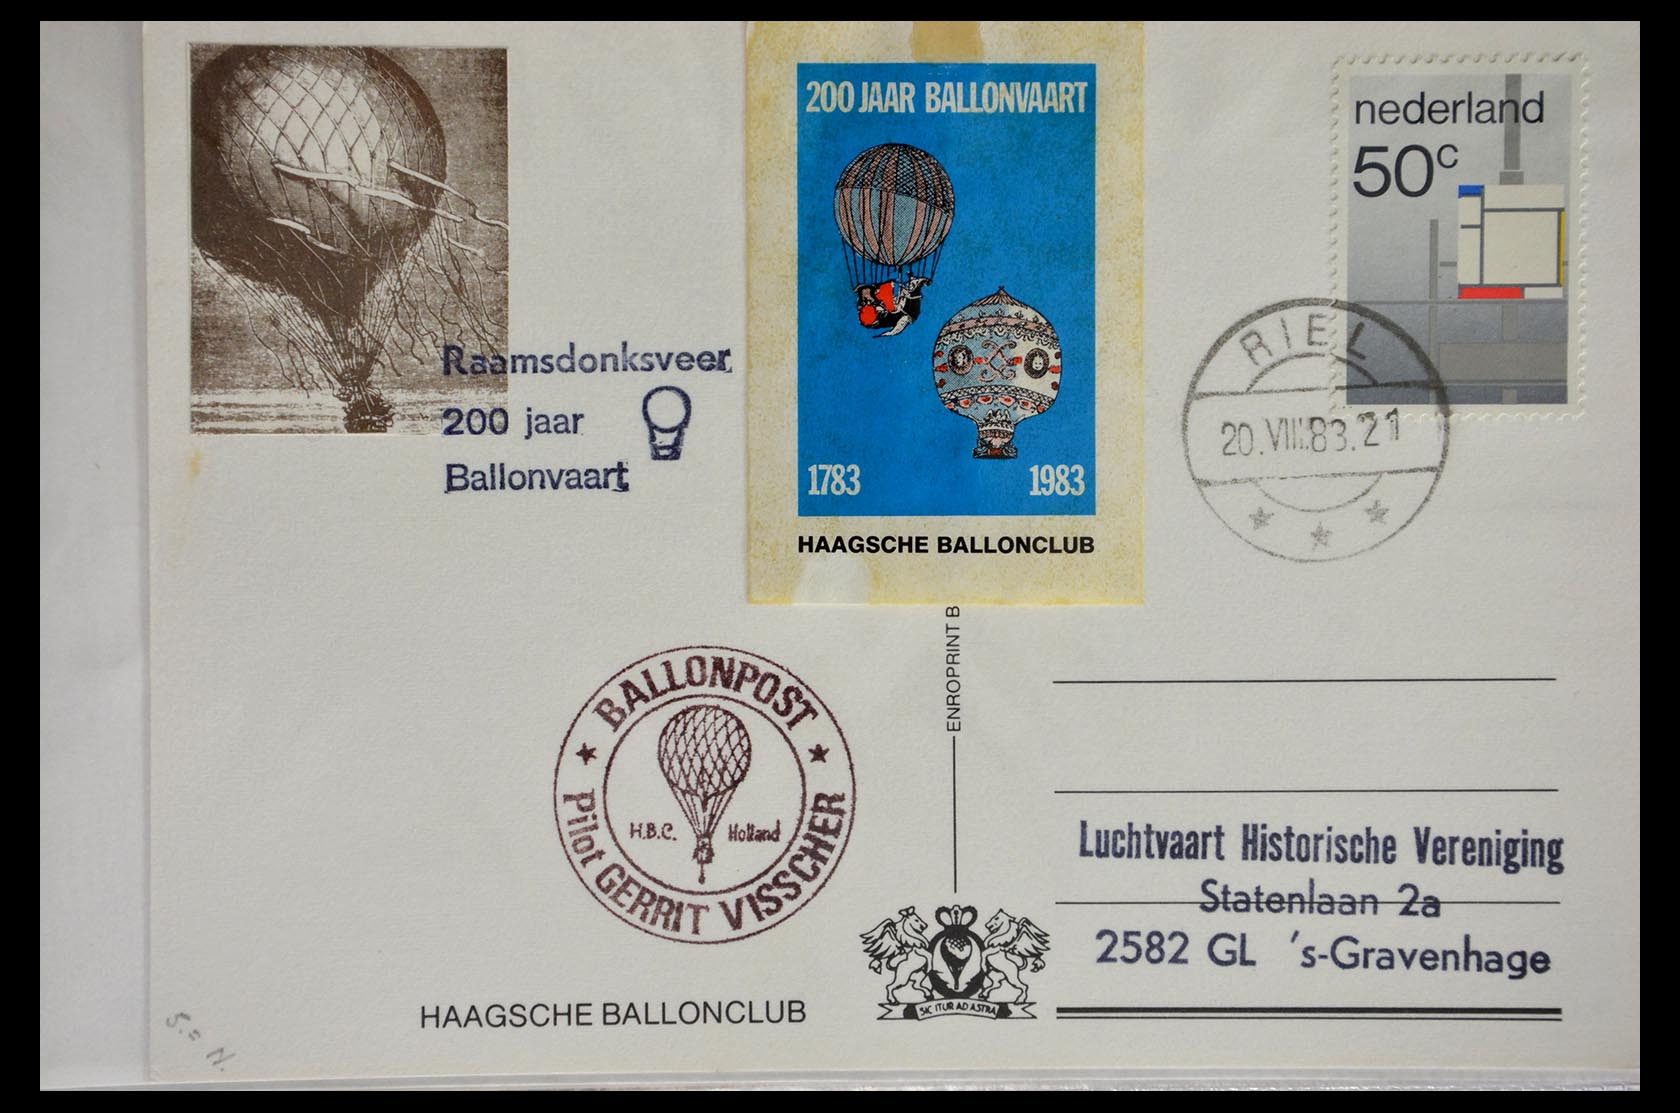 200 JAAR BALLONVAART
1783 1983
HAAGSCHE BALLONCLUB
nederland
50c
RIEL
20.VIII.83.21
Raamsdonksveer
200 jaar
Ballonvaart
ENROPRINT B
BALLONPOST
H.B.C. Holland
Pilot GERRIT VISSCHER
Luchtvaart Historische Vereniging
Statenlaan 2a
2582 GL 's-Gravenhage
SIC ITUR AD ASTRA
HAAGSCHE BALLONCLUB